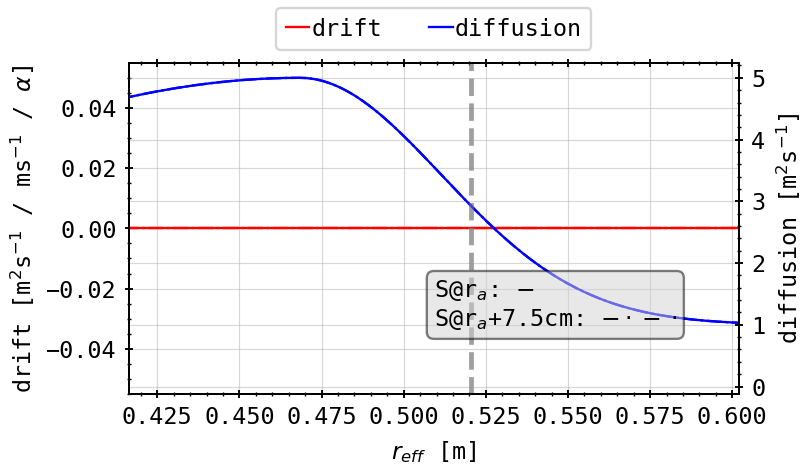 drift diffusion
drift [m²s⁻¹ / ms⁻¹ / α]
0.04
0.02
0.00
−0.02
−0.04
5
4
3
2
1
0
diffusion [m²s⁻¹]
S@rₐ: —
S@rₐ+7.5cm: —·—·
0.425 0.450 0.475 0.500 0.525 0.550 0.575 0.600
r_eff [m]